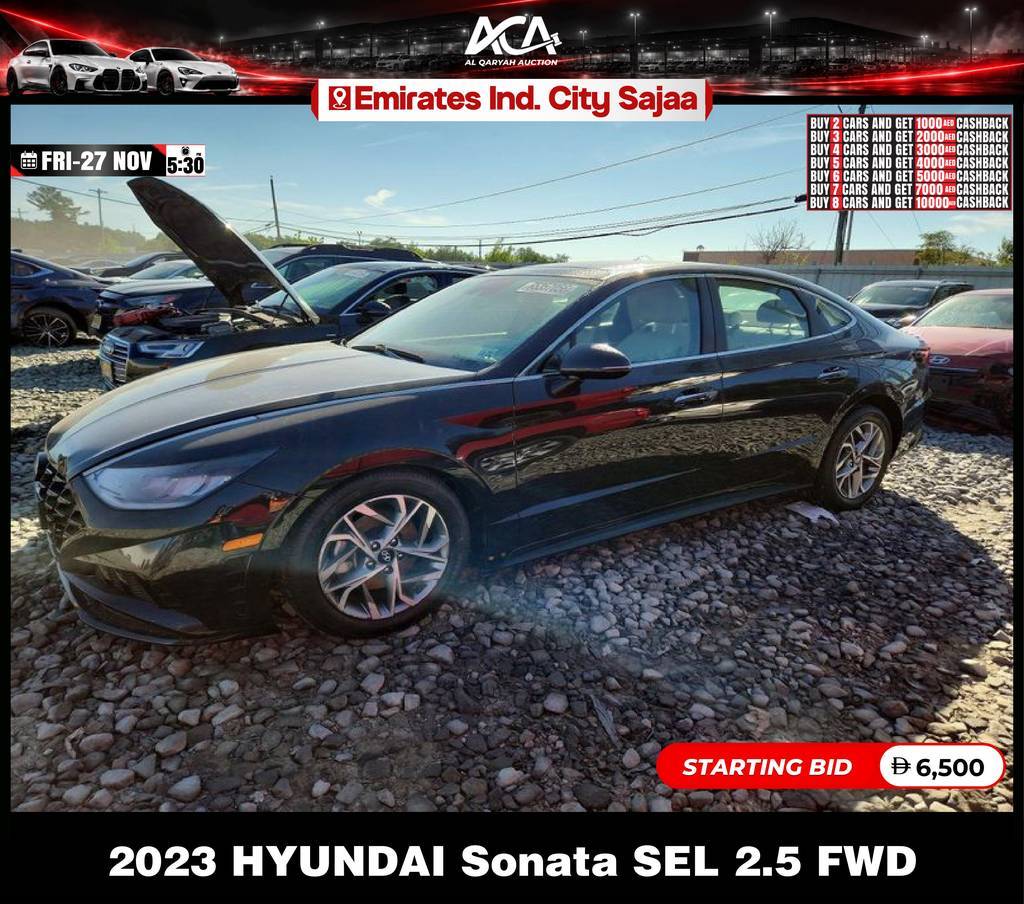 ACA
AL QARYAH AUCTION
Emirates Ind. City Sajaa
FRI-27 NOV 5:30
BUY 2 CARS AND GET 1000 AED CASHBACK
BUY 3 CARS AND GET 2000 AED CASHBACK
BUY 4 CARS AND GET 3000 AED CASHBACK
BUY 5 CARS AND GET 4000 AED CASHBACK
BUY 6 CARS AND GET 5000 AED CASHBACK
BUY 7 CARS AND GET 7000 AED CASHBACK
BUY 8 CARS AND GET 10000 AED CASHBACK
STARTING BID 6,500
2023 HYUNDAI Sonata SEL 2.5 FWD